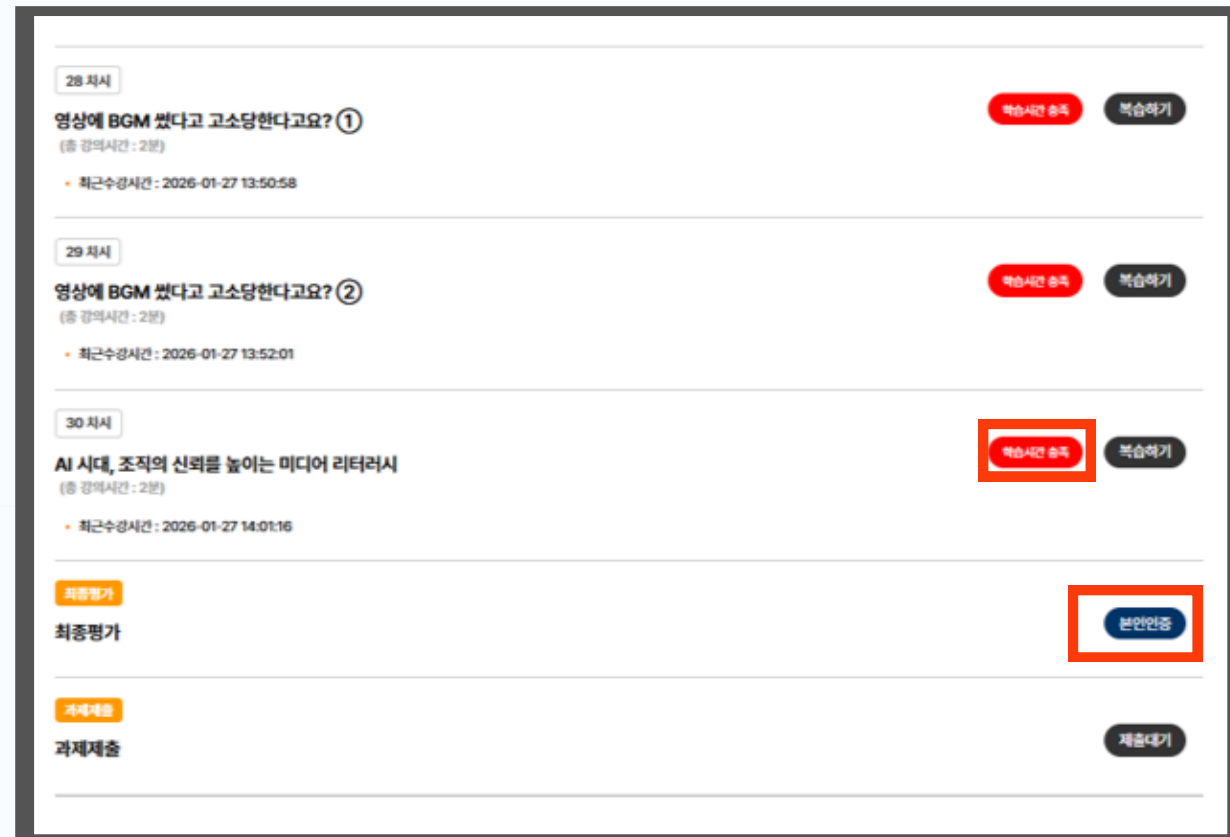 28 차시
영상에 BGM 썼다고 고소당한다고요? ①
학습시간 충족
복습하기
(총 강의시간 : 2분)
• 최근수강시간 : 2026-01-27 13:50:58
29 차시
영상에 BGM 썼다고 고소당한다고요? ②
학습시간 충족
복습하기
(총 강의시간 : 2분)
• 최근수강시간 : 2026-01-27 13:52:01
30 차시
AI 시대, 조직의 신뢰를 높이는 미디어 리터러시
학습시간 충족
복습하기
(총 강의시간 : 2분)
• 최근수강시간 : 2026-01-27 14:01:16
최종평가
최종평가
본인인증
과제제출
과제제출
제출대기